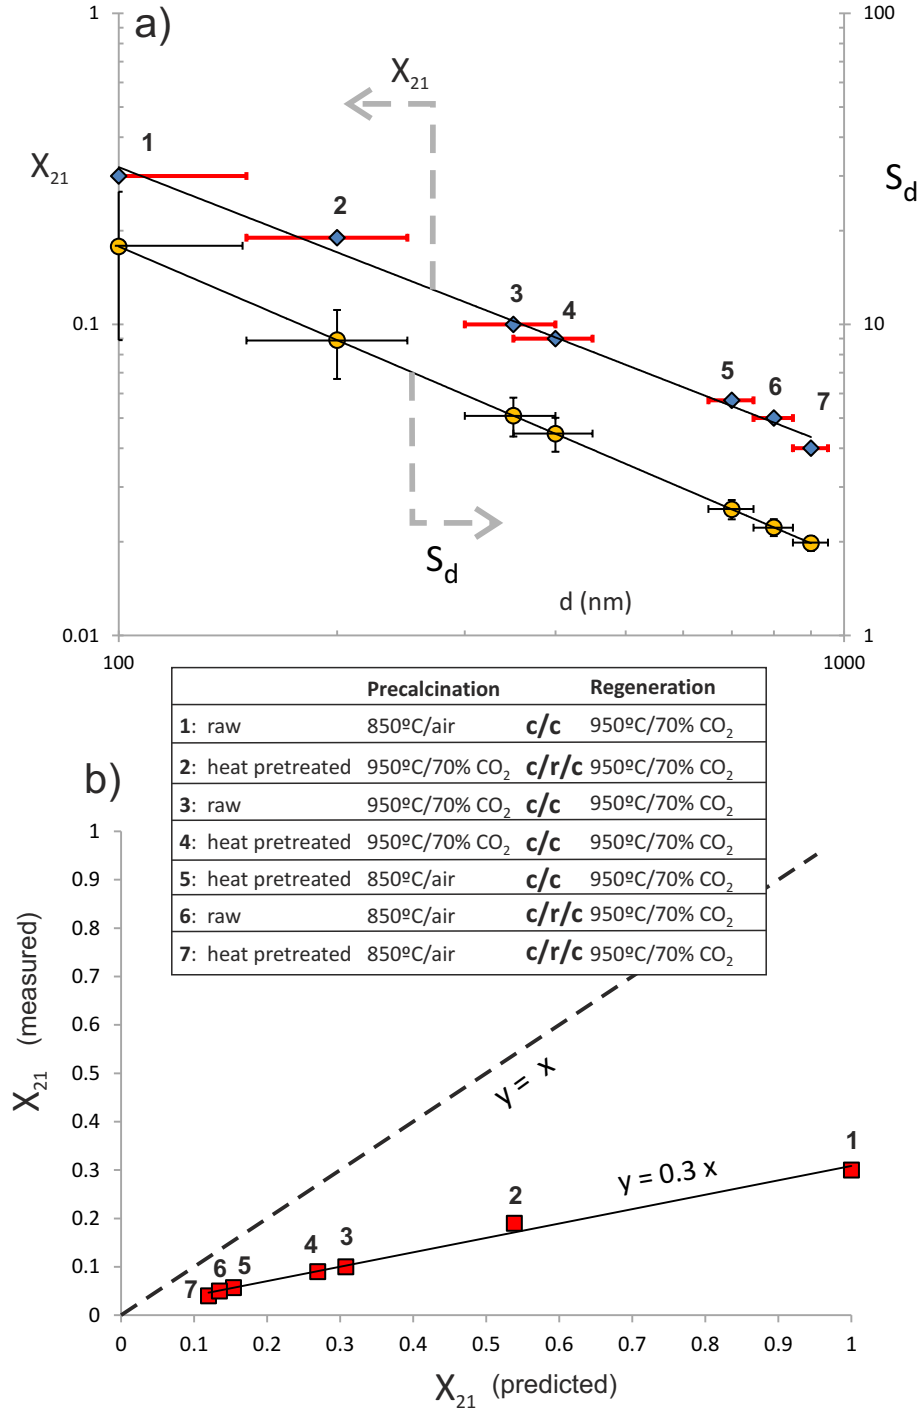 a)
1
100
X₂₁
1
X₂₁
S_d
2
3
4
0.1
10
5
6
7
S_d
d (nm)
0.01
1
100
1000
Precalcination Regeneration
1: raw 850ºC/air c/c 950ºC/70% CO₂
2: heat pretreated 950ºC/70% CO₂ c/r/c 950ºC/70% CO₂
3: raw 950ºC/70% CO₂ c/c 950ºC/70% CO₂
4: heat pretreated 950ºC/70% CO₂ c/c 950ºC/70% CO₂
5: heat pretreated 850ºC/air c/c 950ºC/70% CO₂
6: raw 850ºC/air c/r/c 950ºC/70% CO₂
7: heat pretreated 850ºC/air c/r/c 950ºC/70% CO₂
b)
X₂₁ (measured)
1
0.9
0.8
0.7
0.6
0.5
0.4
0.3
0.2
0.1
0
y = x
y = 0.3 x
1
2
3
4
5
6
7
0 0.1 0.2 0.3 0.4 0.5 0.6 0.7 0.8 0.9 1
X₂₁ (predicted)